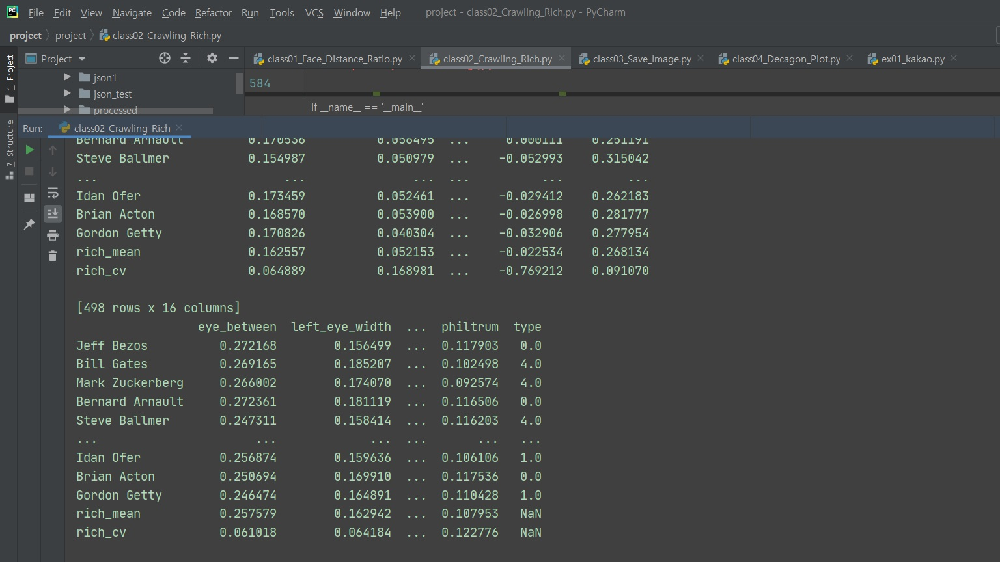 File Edit View Navigate Code Refactor Run Tools VCS Window Help project - class02_Crawling_Rich.py - PyCharm
project project class02_Crawling_Rich.py
1: Project
Project
class01_Face_Distance_Ratio.py class02_Crawling_Rich.py class03_Save_Image.py class04_Decagon_Plot.py ex01_kakao.py
json1
json_test
processed
584
if __name__ == '__main__'
7: Structure
Run: class02_Crawling_Rich
Bernard Arnault 0.170536 0.056495 ... 0.000111 0.251191
Steve Ballmer 0.154987 0.050979 ... -0.052993 0.315042
... ... ... ... ... ...
Idan Ofer 0.173459 0.052461 ... -0.029412 0.262183
Brian Acton 0.168570 0.053900 ... -0.026998 0.281777
Gordon Getty 0.170826 0.040304 ... -0.032906 0.277954
rich_mean 0.162557 0.052153 ... -0.022534 0.268134
rich_cv 0.064889 0.168981 ... -0.769212 0.091070
[498 rows x 16 columns]
eye_between left_eye_width ... philtrum type
Jeff Bezos 0.272168 0.156499 ... 0.117903 0.0
Bill Gates 0.269165 0.185207 ... 0.102498 4.0
Mark Zuckerberg 0.266002 0.174070 ... 0.092574 4.0
Bernard Arnault 0.272361 0.181119 ... 0.116506 0.0
Steve Ballmer 0.247311 0.158414 ... 0.116203 4.0
... ... ... ... ... ...
Idan Ofer 0.256874 0.159636 ... 0.106106 1.0
Brian Acton 0.250694 0.169910 ... 0.117536 0.0
Gordon Getty 0.246474 0.164891 ... 0.110428 1.0
rich_mean 0.257579 0.162942 ... 0.107953 NaN
rich_cv 0.061018 0.064184 ... 0.122776 NaN